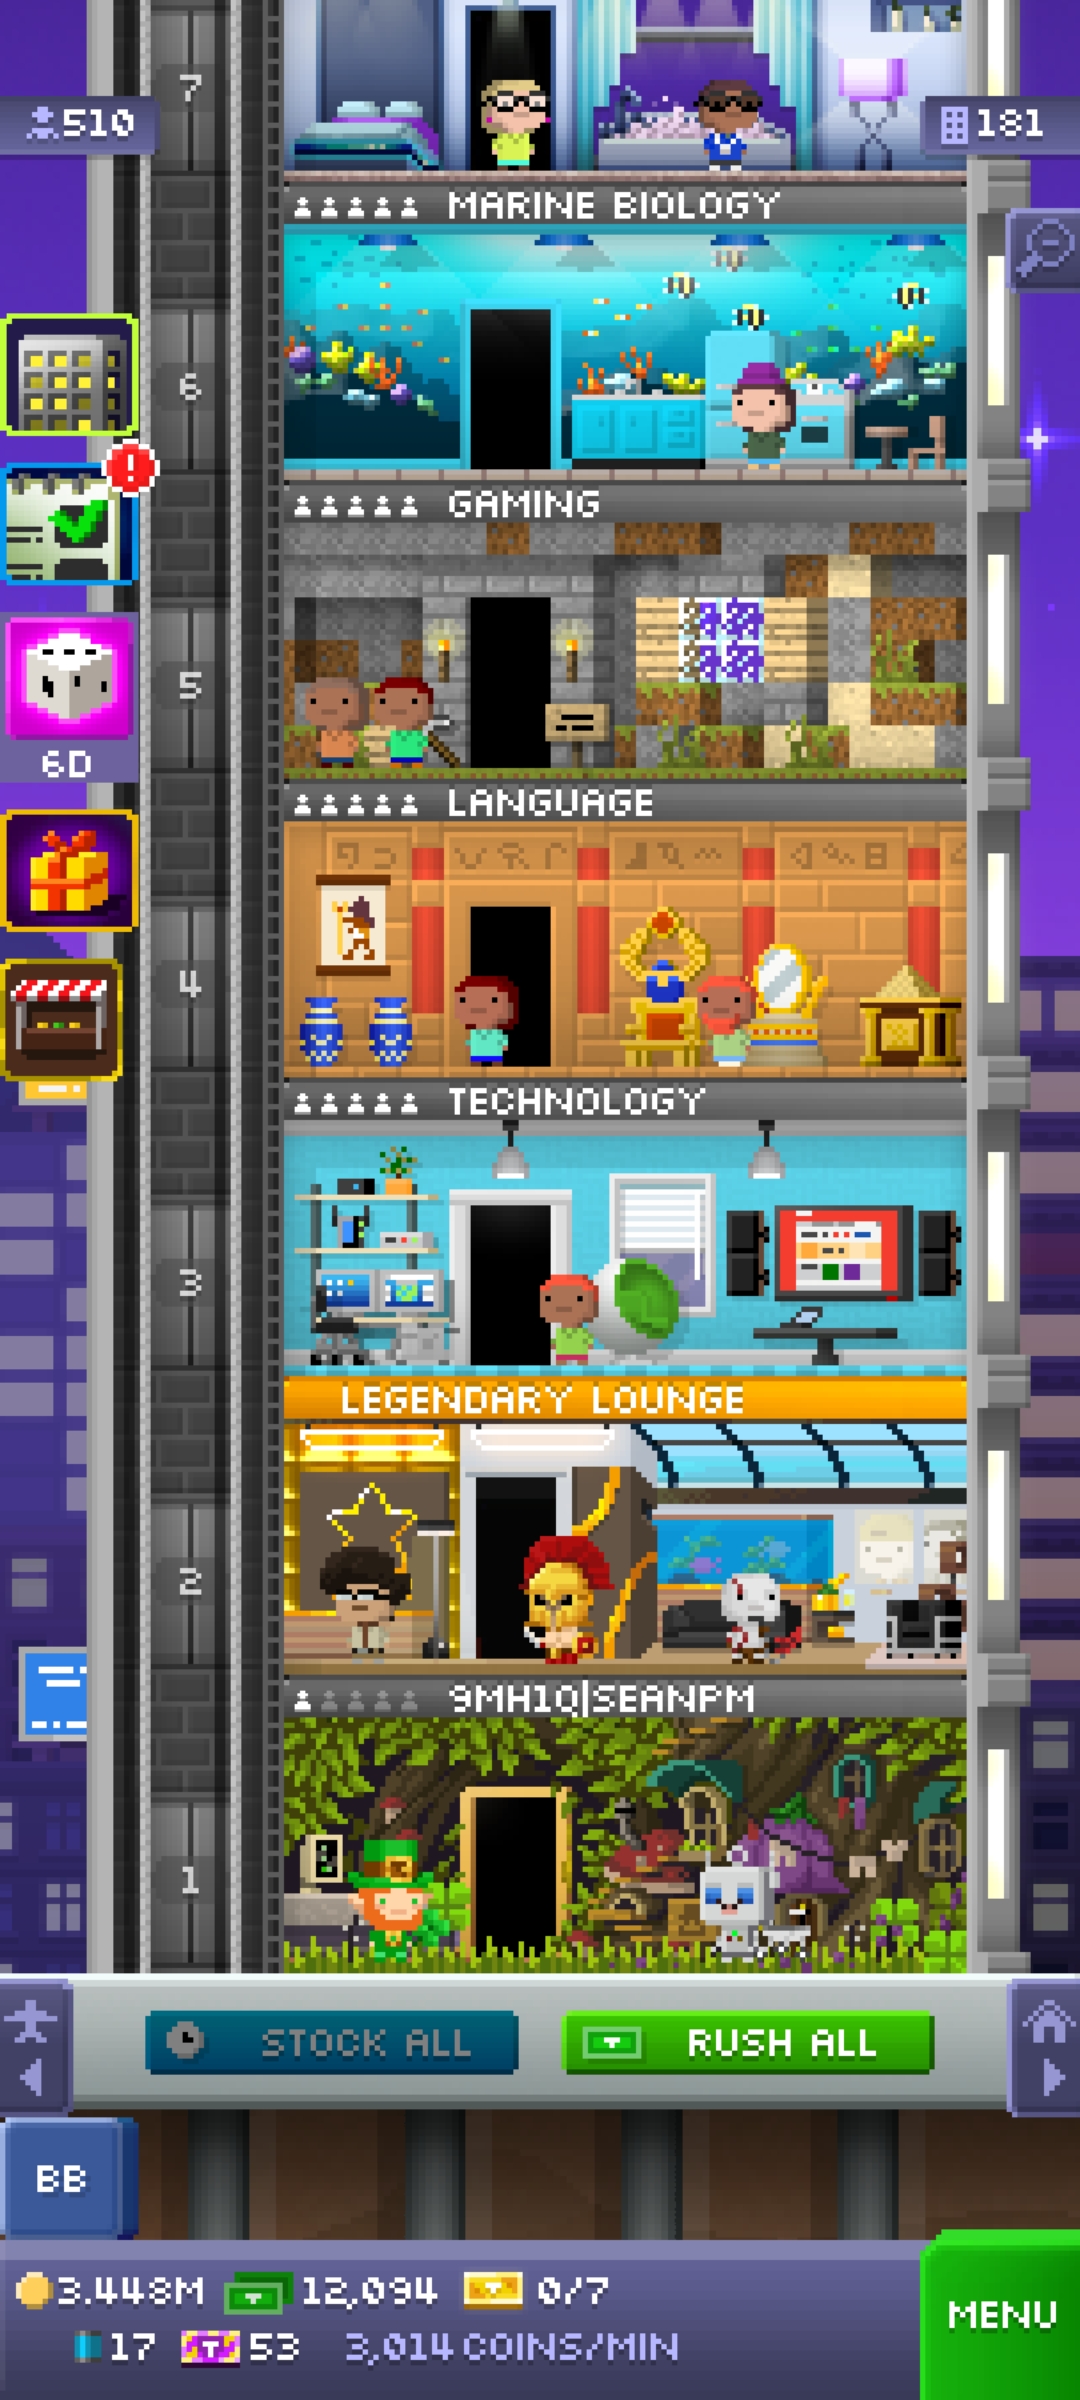 7
510
181
MARINE BIOLOGY
6
GAMING
5
6D
LANGUAGE
4
TECHNOLOGY
3
LEGENDARY LOUNGE
2
9MH1Q|SEANPM
1
STOCK ALL
RUSH ALL
BB
3.448M 12,094 0/7
MENU
17 53 3,014 COINS/MIN